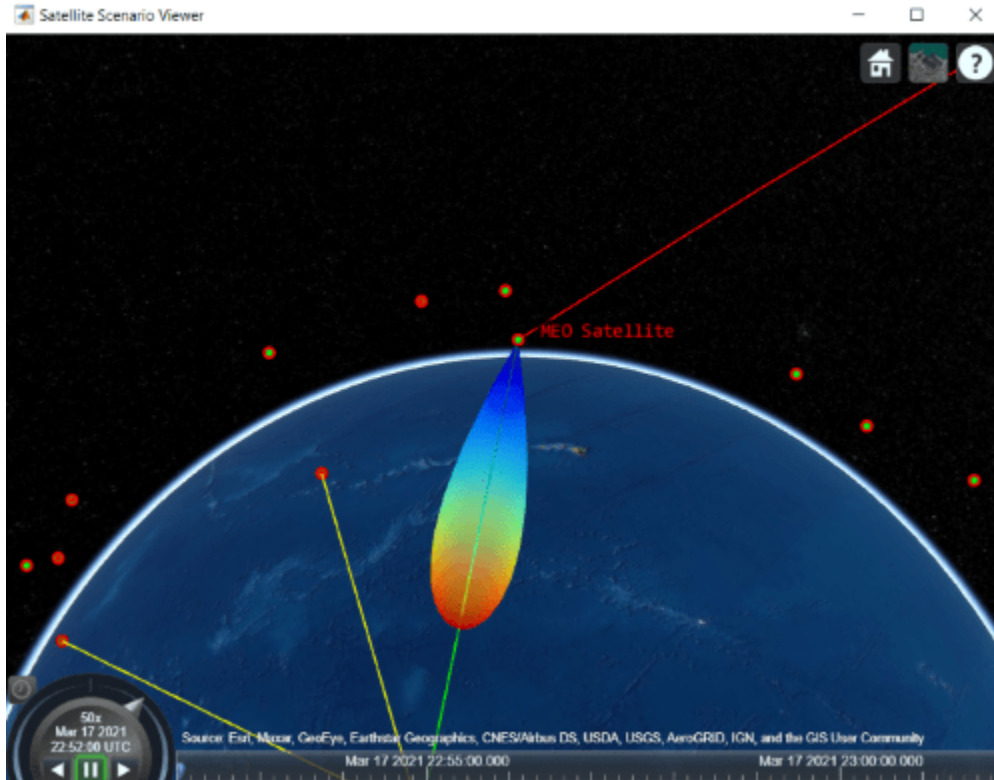 Satellite Scenario Viewer
?
MEO Satellite
50x
Mar 17 2021
22:52:00 UTC
Source: Esri, Maxar, GeoEye, Earthstar Geographics, CNES/Airbus DS, USDA, USGS, AeroGRID, IGN, and the GIS User Community
Mar 17 2021 22:55:00.000
Mar 17 2021 23:00:00.000